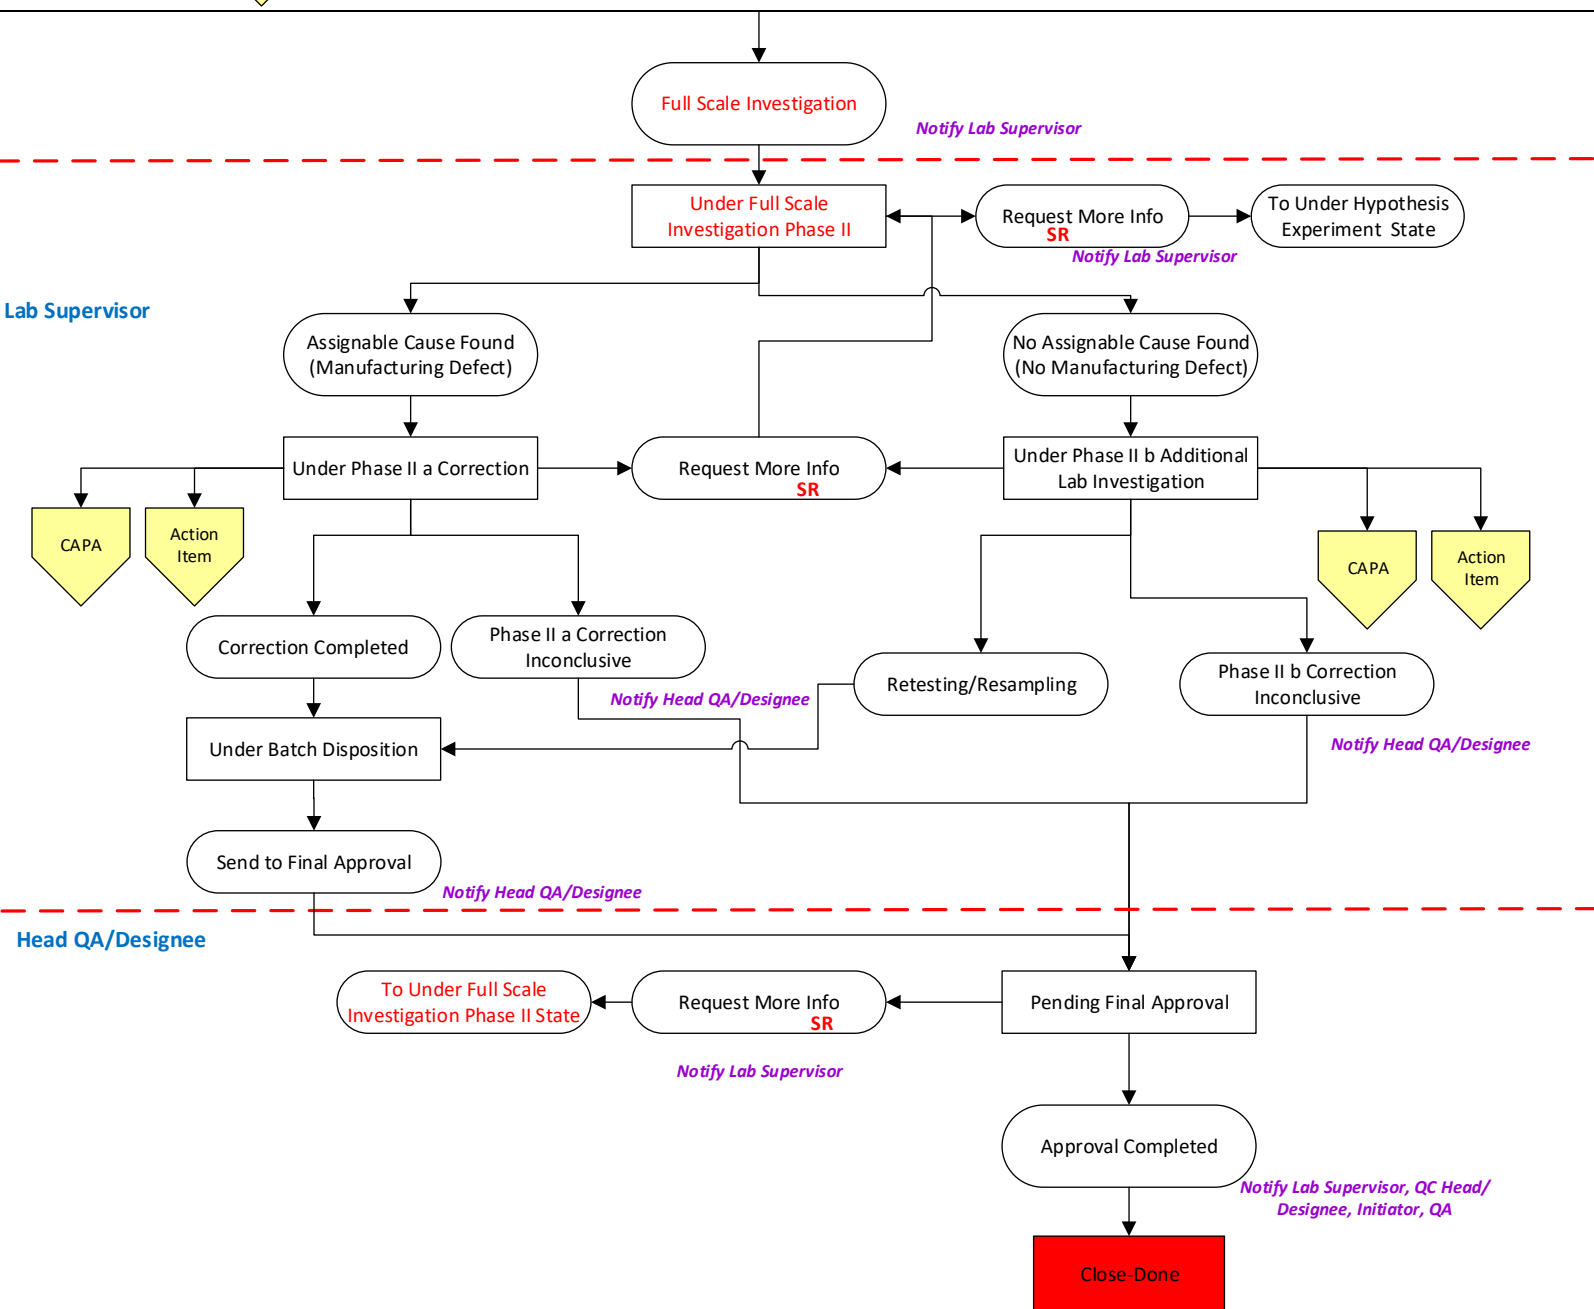 Full Scale Investigation
Notify Lab Supervisor
Under Full Scale
Investigation Phase II
Request More Info
SR
To Under Hypothesis
Experiment State
Notify Lab Supervisor
Lab Supervisor
Assignable Cause Found
(Manufacturing Defect)
No Assignable Cause Found
(No Manufacturing Defect)
Under Phase II a Correction
Request More Info
SR
Under Phase II b Additional
Lab Investigation
CAPA
Action
Item
CAPA
Action
Item
Correction Completed
Phase II a Correction
Inconclusive
Notify Head QA/Designee
Retesting/Resampling
Phase II b Correction
Inconclusive
Notify Head QA/Designee
Under Batch Disposition
Send to Final Approval
Notify Head QA/Designee
Head QA/Designee
To Under Full Scale
Investigation Phase II State
Request More Info
SR
Pending Final Approval
Notify Lab Supervisor
Approval Completed
Notify Lab Supervisor, QC Head/
Designee, Initiator, QA
Close-Done